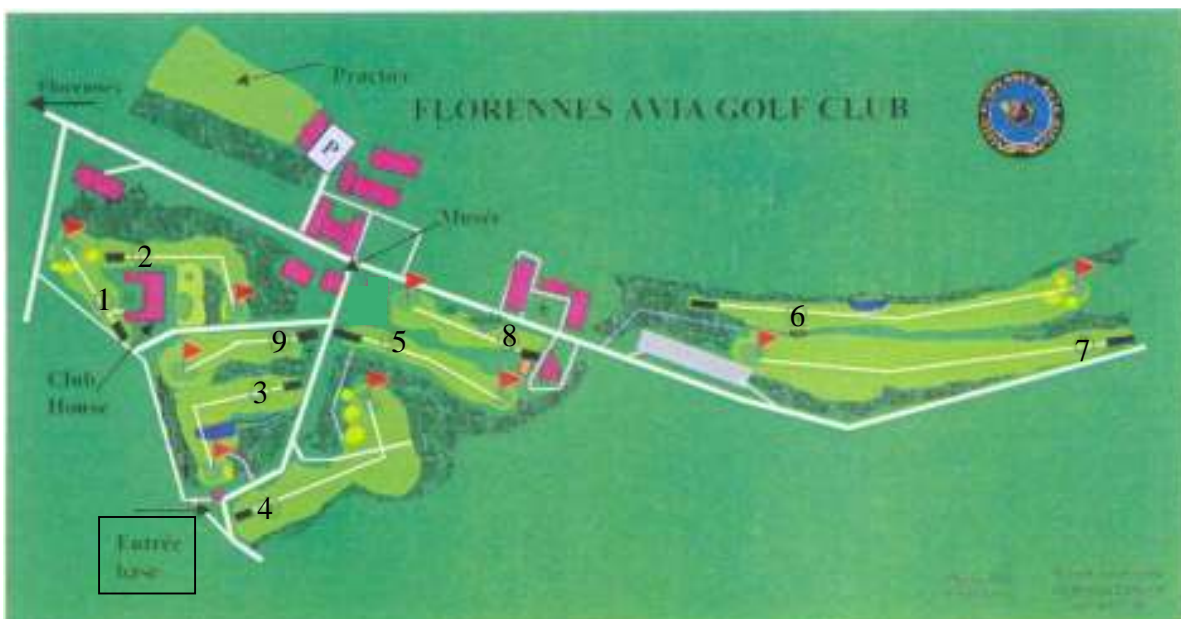 Practice
Florennes
FLORENNES AVIA GOLF CLUB
P
Musée
2
1
6
8
9
5
7
Club
House
3
4
Entrée
base